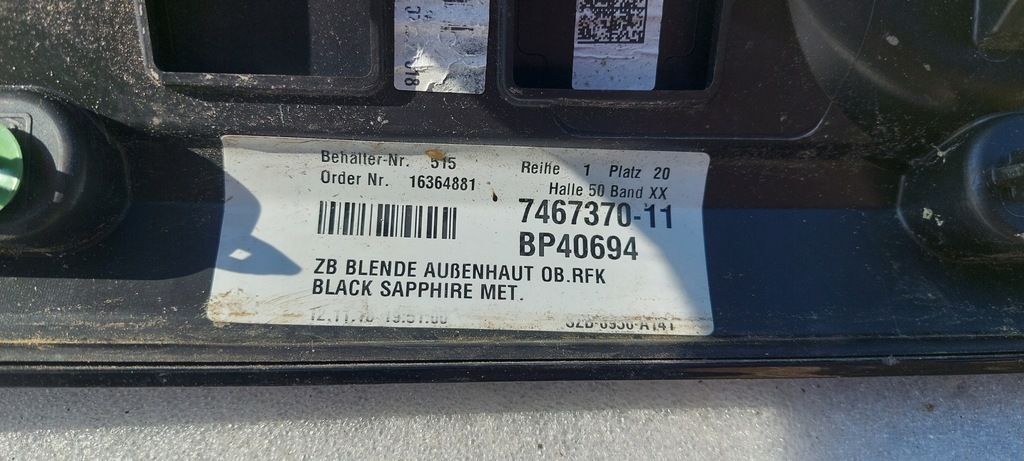 018
Behälter-Nr. 515
Reihe 1 Platz 20
Order Nr. 16364881
Halle 50 Band XX
7467370-11
BP40694
ZB BLENDE AUßENHAUT OB.RFK
BLACK SAPPHIRE MET.